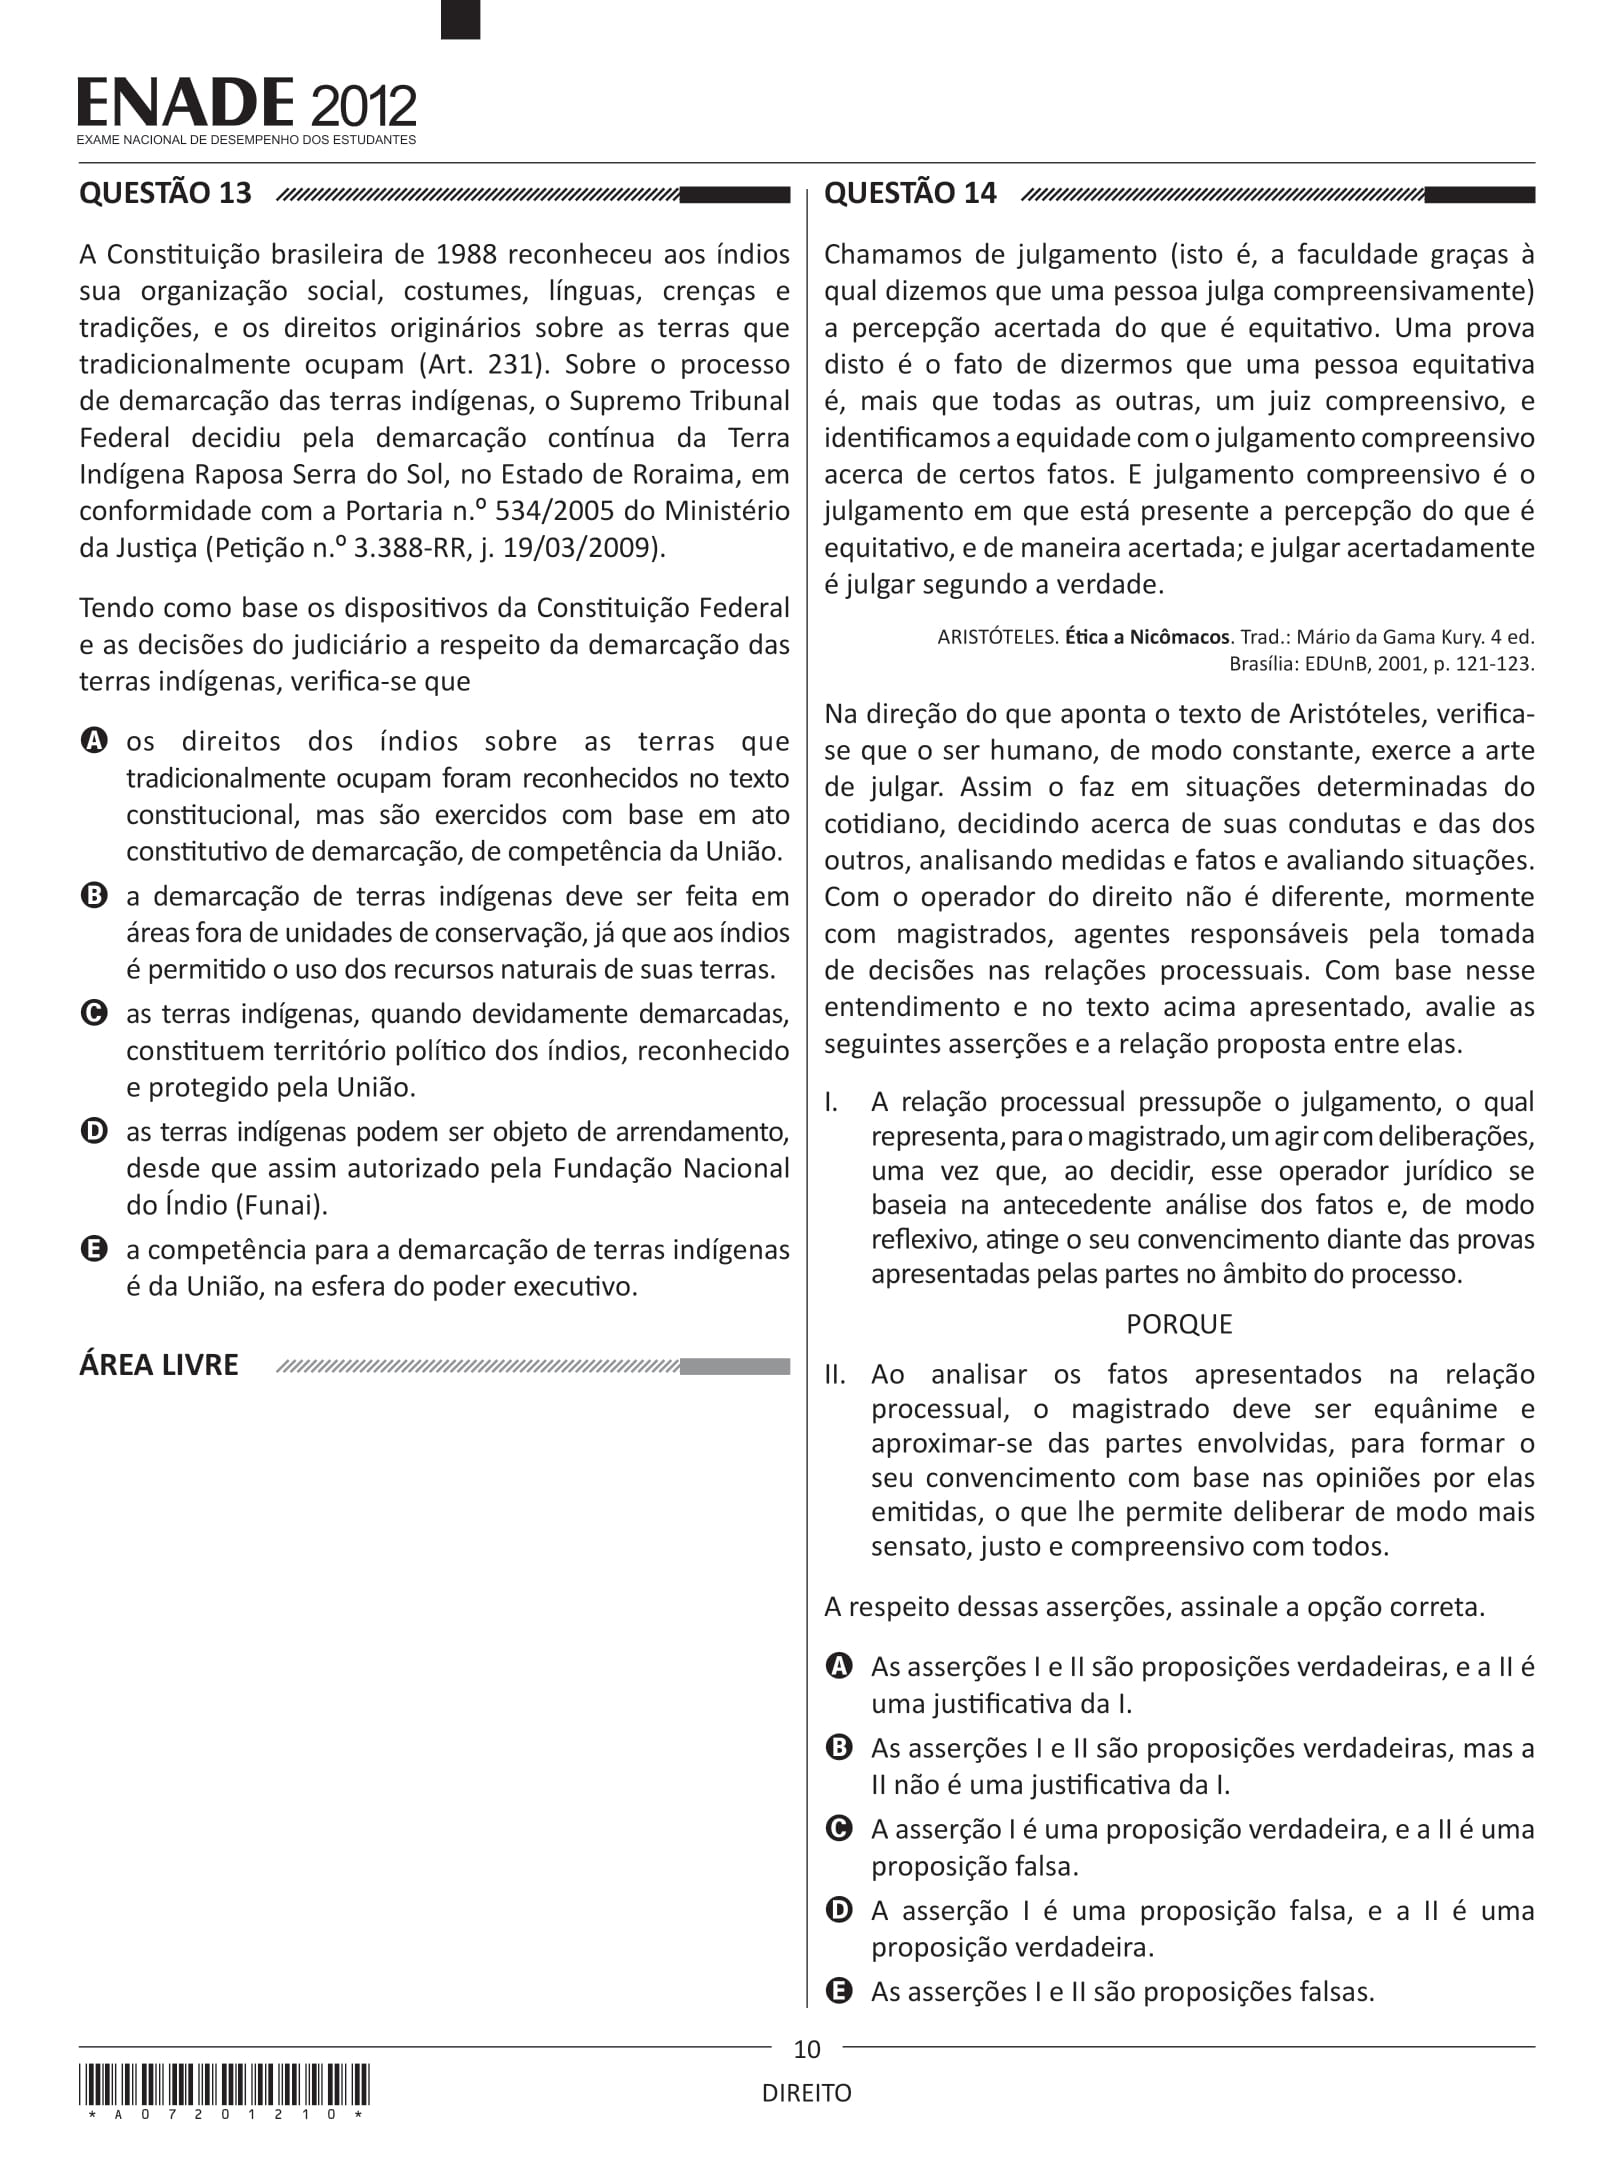 ENADE 2012
EXAME NACIONAL DE DESEMPENHO DOS ESTUDANTES
QUESTÃO 13
A Constituição brasileira de 1988 reconheceu aos índios
sua organização social, costumes, línguas, crenças e
tradições, e os direitos originários sobre as terras que
tradicionalmente ocupam (Art. 231). Sobre o processo
de demarcação das terras indígenas, o Supremo Tribunal
Federal decidiu pela demarcação contínua da Terra
Indígena Raposa Serra do Sol, no Estado de Roraima, em
conformidade com a Portaria n.º 534/2005 do Ministério
da Justiça (Petição n.º 3.388-RR, j. 19/03/2009).
Tendo como base os dispositivos da Constituição Federal
e as decisões do judiciário a respeito da demarcação das
terras indígenas, verifica-se que
A os direitos dos índios sobre as terras que
tradicionalmente ocupam foram reconhecidos no texto
constitucional, mas são exercidos com base em ato
constitutivo de demarcação, de competência da União.
B a demarcação de terras indígenas deve ser feita em
áreas fora de unidades de conservação, já que aos índios
é permitido o uso dos recursos naturais de suas terras.
C as terras indígenas, quando devidamente demarcadas,
constituem território político dos índios, reconhecido
e protegido pela União.
D as terras indígenas podem ser objeto de arrendamento,
desde que assim autorizado pela Fundação Nacional
do Índio (Funai).
E a competência para a demarcação de terras indígenas
é da União, na esfera do poder executivo.
ÁREA LIVRE
QUESTÃO 14
Chamamos de julgamento (isto é, a faculdade graças à
qual dizemos que uma pessoa julga compreensivamente)
a percepção acertada do que é equitativo. Uma prova
disto é o fato de dizermos que uma pessoa equitativa
é, mais que todas as outras, um juiz compreensivo, e
identificamos a equidade com o julgamento compreensivo
acerca de certos fatos. E julgamento compreensivo é o
julgamento em que está presente a percepção do que é
equitativo, e de maneira acertada; e julgar acertadamente
é julgar segundo a verdade.
ARISTÓTELES. Ética a Nicômacos. Trad.: Mário da Gama Kury. 4 ed.
Brasília: EDUnB, 2001, p. 121-123.
Na direção do que aponta o texto de Aristóteles, verifica-
se que o ser humano, de modo constante, exerce a arte
de julgar. Assim o faz em situações determinadas do
cotidiano, decidindo acerca de suas condutas e das dos
outros, analisando medidas e fatos e avaliando situações.
Com o operador do direito não é diferente, mormente
com magistrados, agentes responsáveis pela tomada
de decisões nas relações processuais. Com base nesse
entendimento e no texto acima apresentado, avalie as
seguintes asserções e a relação proposta entre elas.
I. A relação processual pressupõe o julgamento, o qual
representa, para o magistrado, um agir com deliberações,
uma vez que, ao decidir, esse operador jurídico se
baseia na antecedente análise dos fatos e, de modo
reflexivo, atinge o seu convencimento diante das provas
apresentadas pelas partes no âmbito do processo.
PORQUE
II. Ao analisar os fatos apresentados na relação
processual, o magistrado deve ser equânime e
aproximar-se das partes envolvidas, para formar o
seu convencimento com base nas opiniões por elas
emitidas, o que lhe permite deliberar de modo mais
sensato, justo e compreensivo com todos.
A respeito dessas asserções, assinale a opção correta.
A As asserções I e II são proposições verdadeiras, e a II é
uma justificativa da I.
B As asserções I e II são proposições verdadeiras, mas a
II não é uma justificativa da I.
C A asserção I é uma proposição verdadeira, e a II é uma
proposição falsa.
D A asserção I é uma proposição falsa, e a II é uma
proposição verdadeira.
E As asserções I e II são proposições falsas.
10
DIREITO
* A 0 7 2 0 1 2 1 0 *